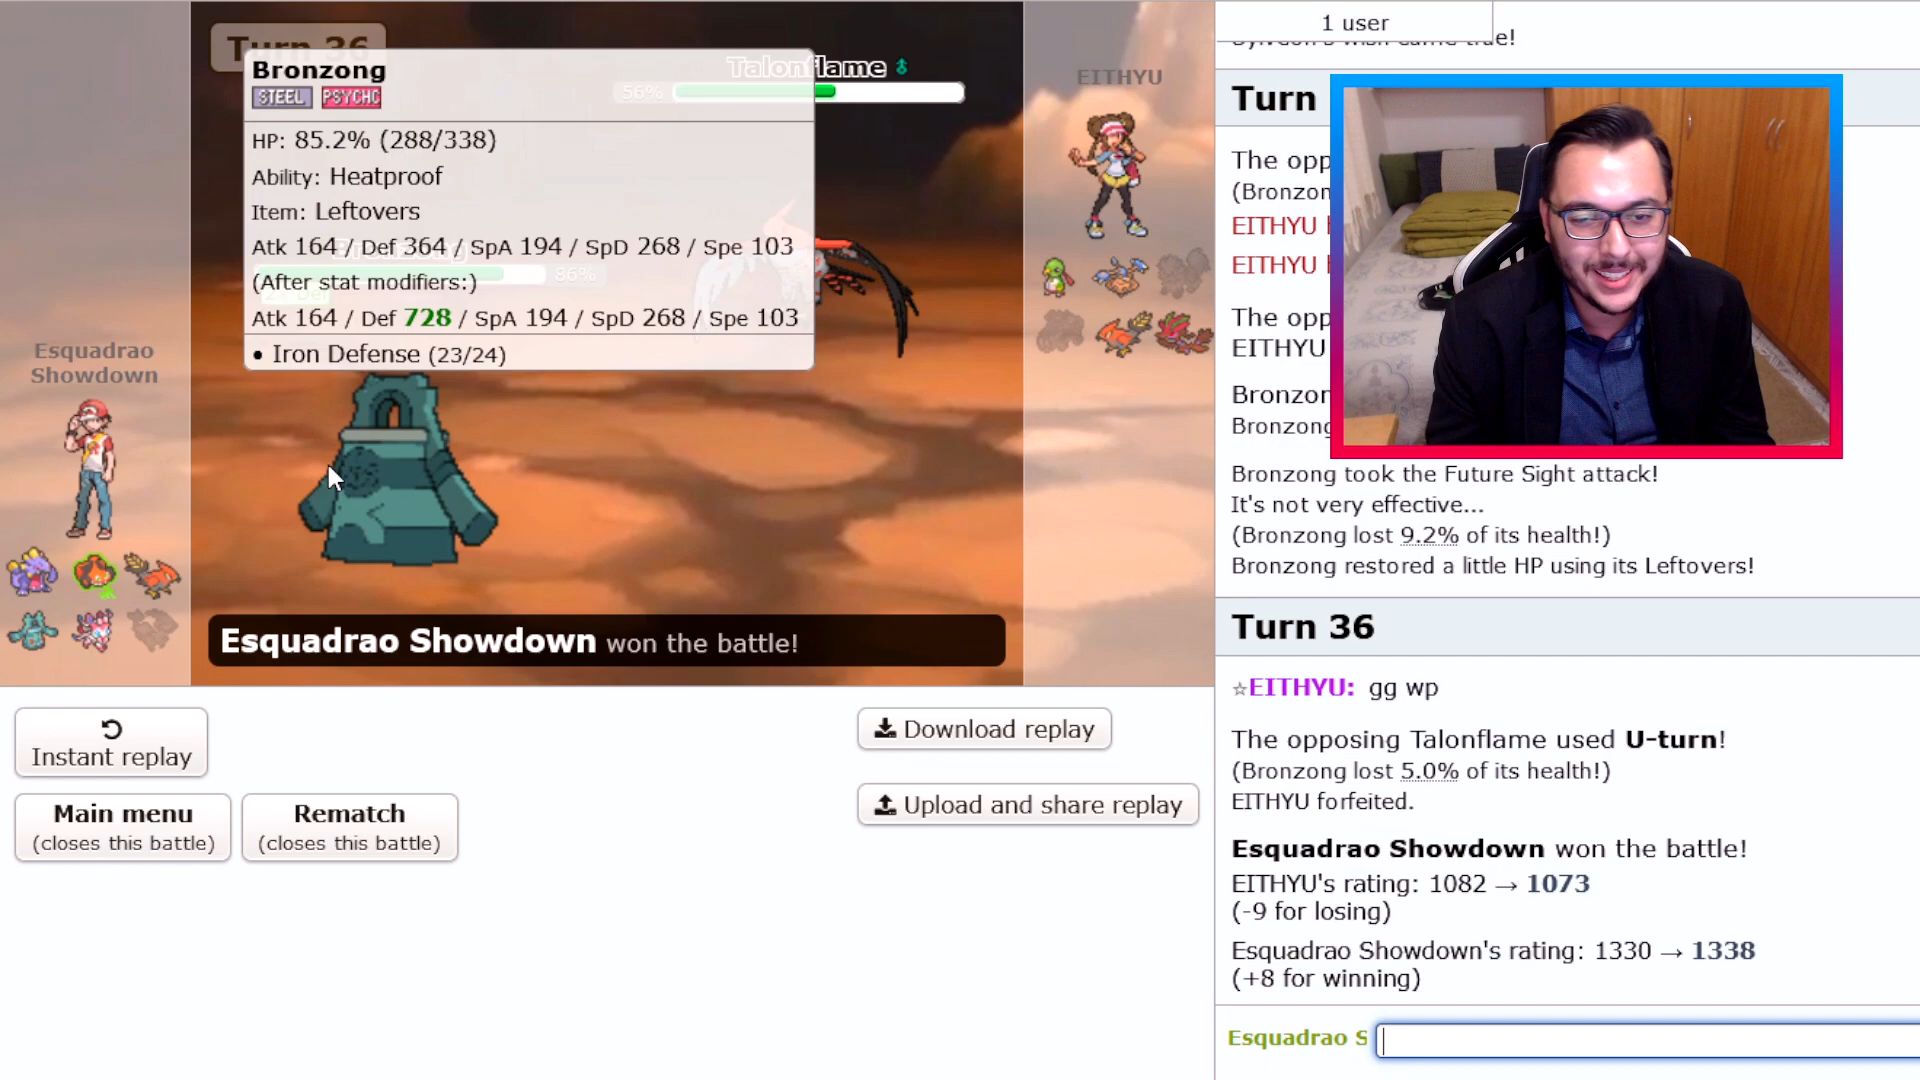 Turn 36
Bronzong
STEEL PSYCHC
HP: 85.2% (288/338)
Ability: Heatproof
Item: Leftovers
Atk 164 / Def 364 / SpA 194 / SpD 268 / Spe 103
(After stat modifiers:)
Atk 164 / Def 728 / SpA 194 / SpD 268 / Spe 103
• Iron Defense (23/24)
Talonflame ♂
56%
86%
EITHYU
Esquadrao
Showdown
Esquadrao Showdown won the battle!
Instant replay
Main menu
(closes this battle)
Rematch
(closes this battle)
Download replay
Upload and share replay
1 user
Sylveon's wish came true!
Turn
The opp
(Bronzon
EITHYU
EITHYU
The opp
EITHYU
Bronzon
Bronzong
Bronzong took the Future Sight attack!
It's not very effective...
(Bronzong lost 9.2% of its health!)
Bronzong restored a little HP using its Leftovers!
Turn 36
☆EITHYU: gg wp
The opposing Talonflame used U-turn!
(Bronzong lost 5.0% of its health!)
EITHYU forfeited.
Esquadrao Showdown won the battle!
EITHYU's rating: 1082 → 1073
(-9 for losing)
Esquadrao Showdown's rating: 1330 → 1338
(+8 for winning)
Esquadrao S